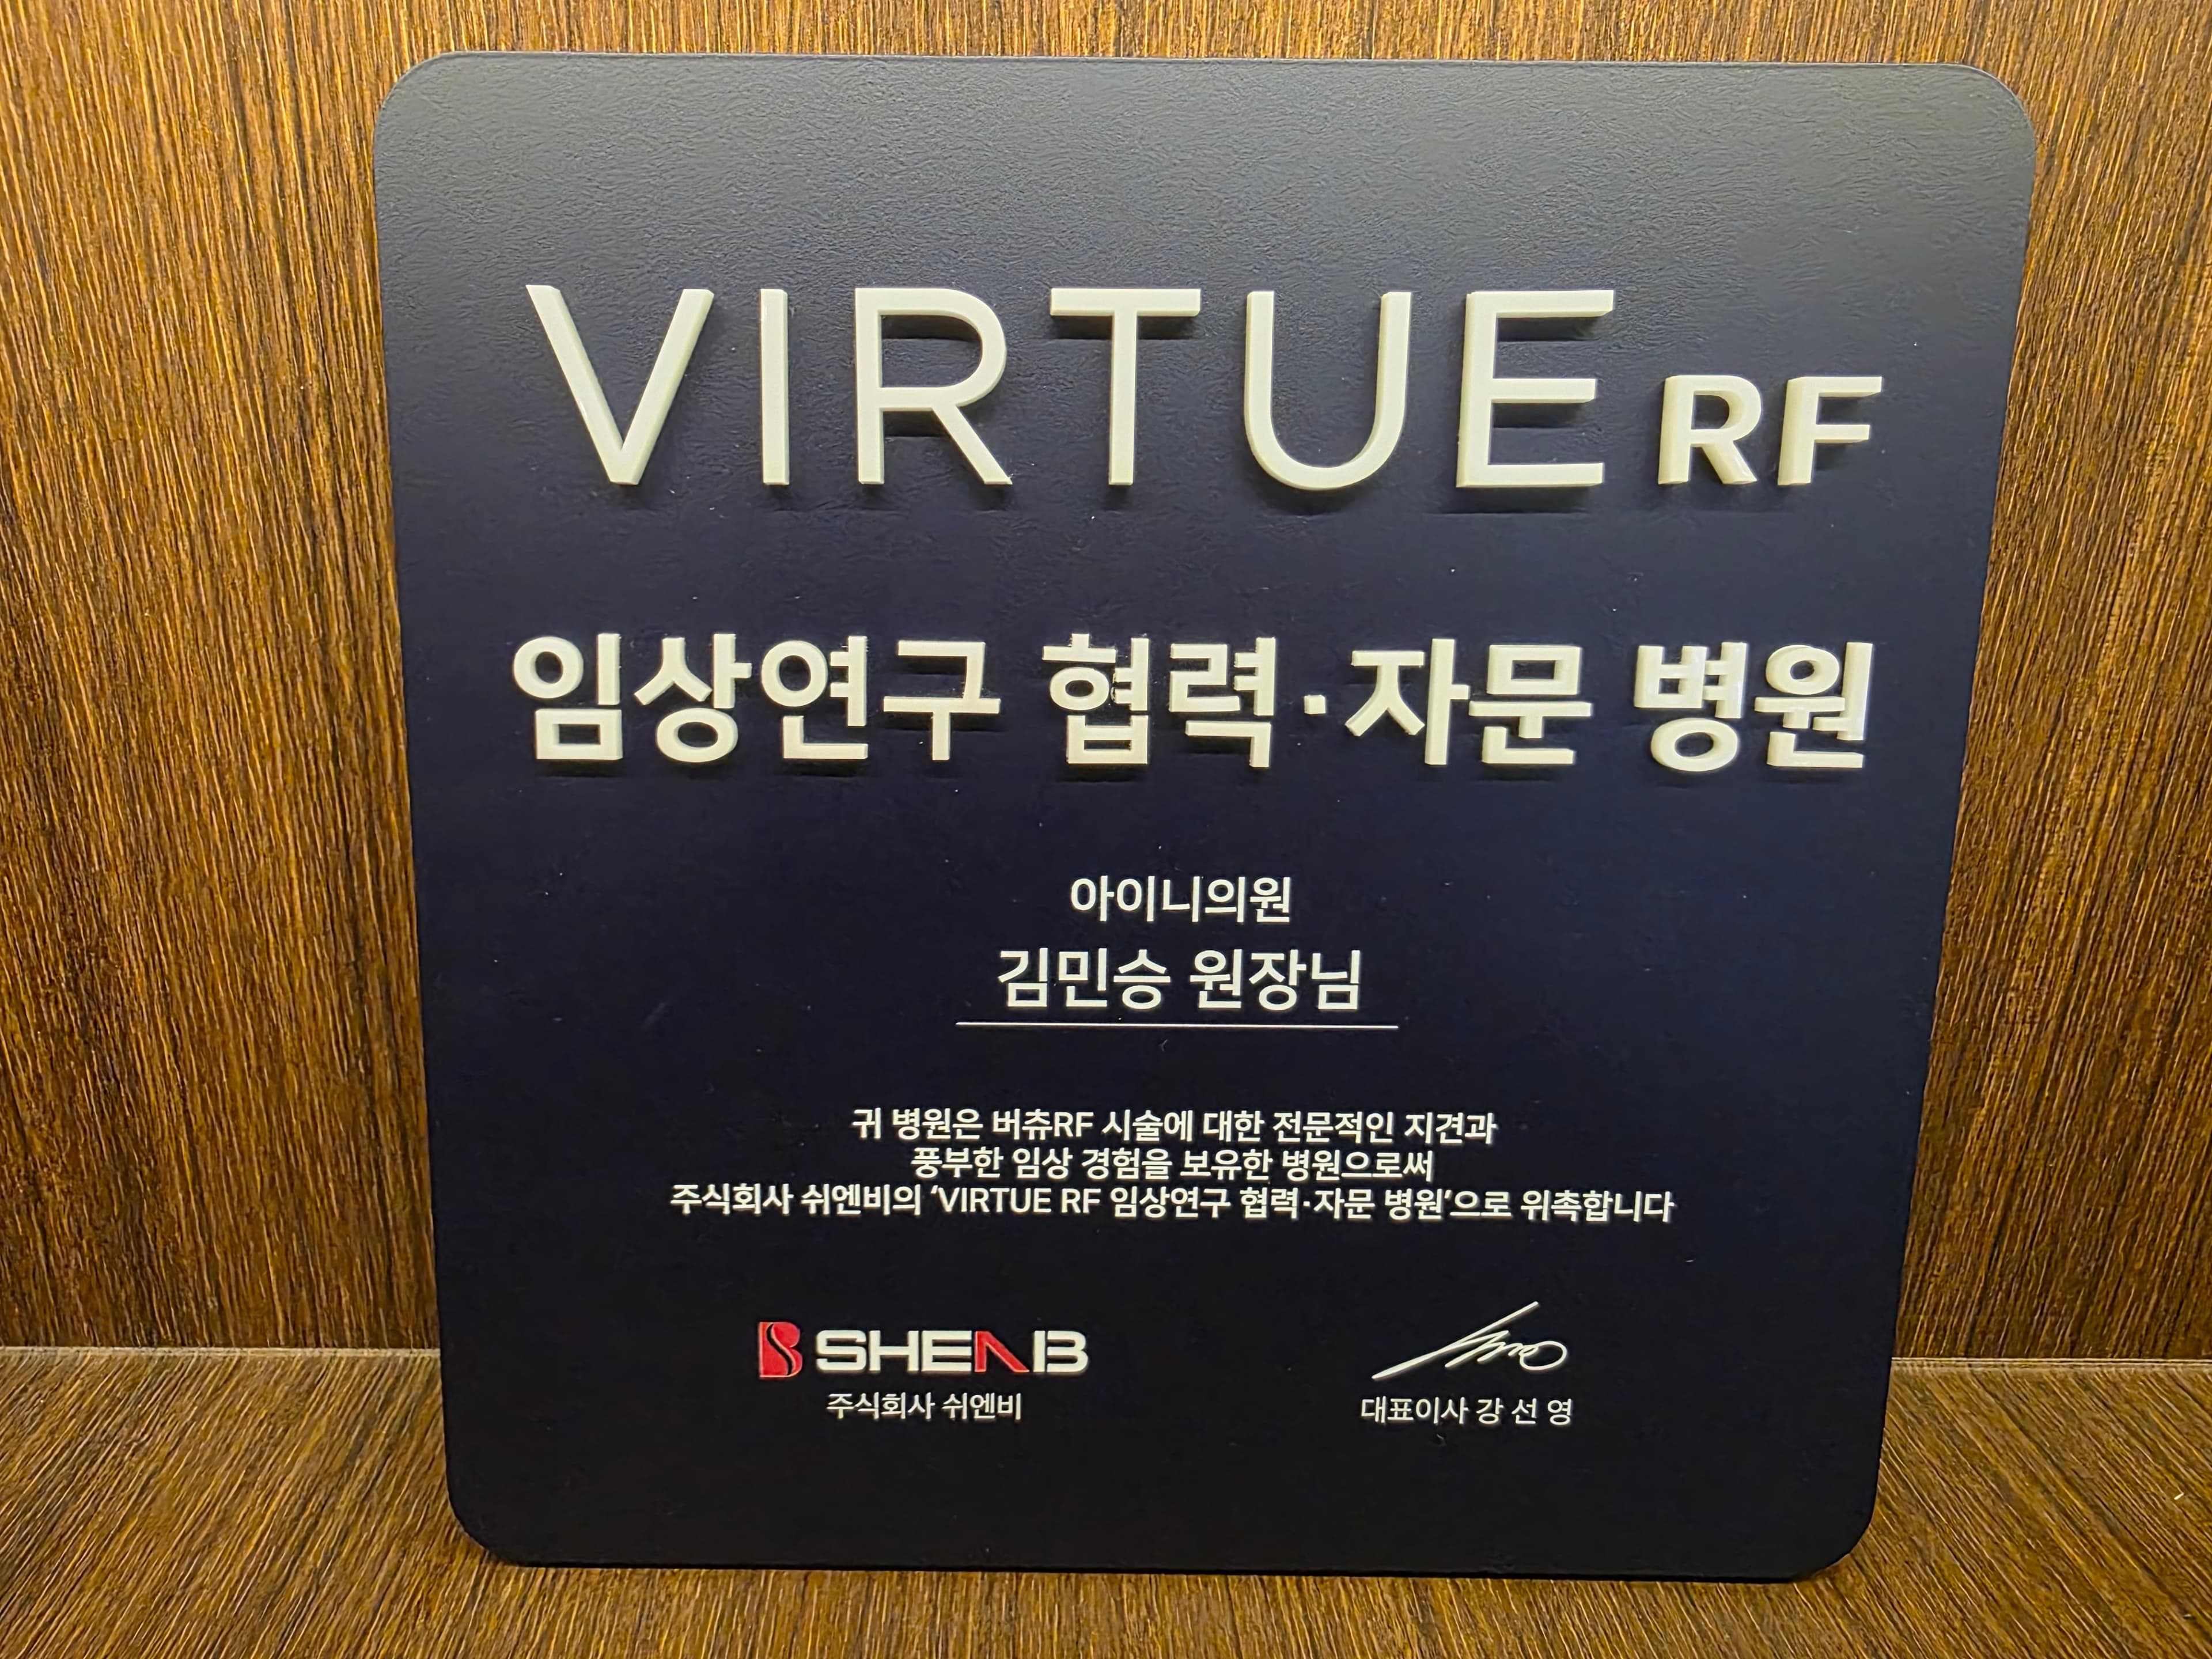 VIRTUE RF
임상연구 협력·자문 병원
아이니의원
김민승 원장님
귀 병원은 버츄RF 시술에 대한 전문적인 지견과
풍부한 임상 경험을 보유한 병원으로써
주식회사 쉬엔비의 ‘VIRTUE RF 임상연구 협력·자문 병원’으로 위촉합니다
SHENB
주식회사 쉬엔비
대표이사 강 선 영